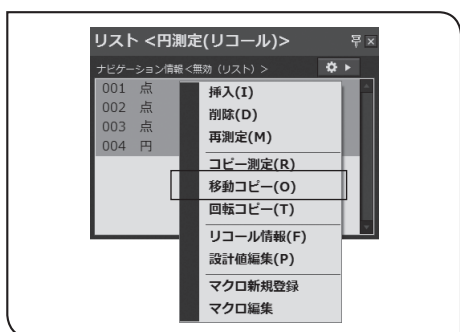 リスト <円測定(リコール)>
ナビゲーション情報<無効（リスト）>
001 点
002 点
003 点
004 円
挿入(I)
削除(D)
再測定(M)
コピー測定(R)
移動コピー(O)
回転コピー(T)
リコール情報(F)
設計値編集(P)
マクロ新規登録
マクロ編集